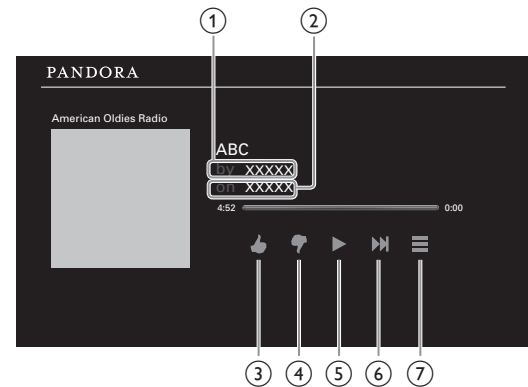 ① ②
PANDORA
American Oldies Radio
ABC
by XXXXX
on XXXXX
4:52 0:00
③ ④ ⑤ ⑥ ⑦